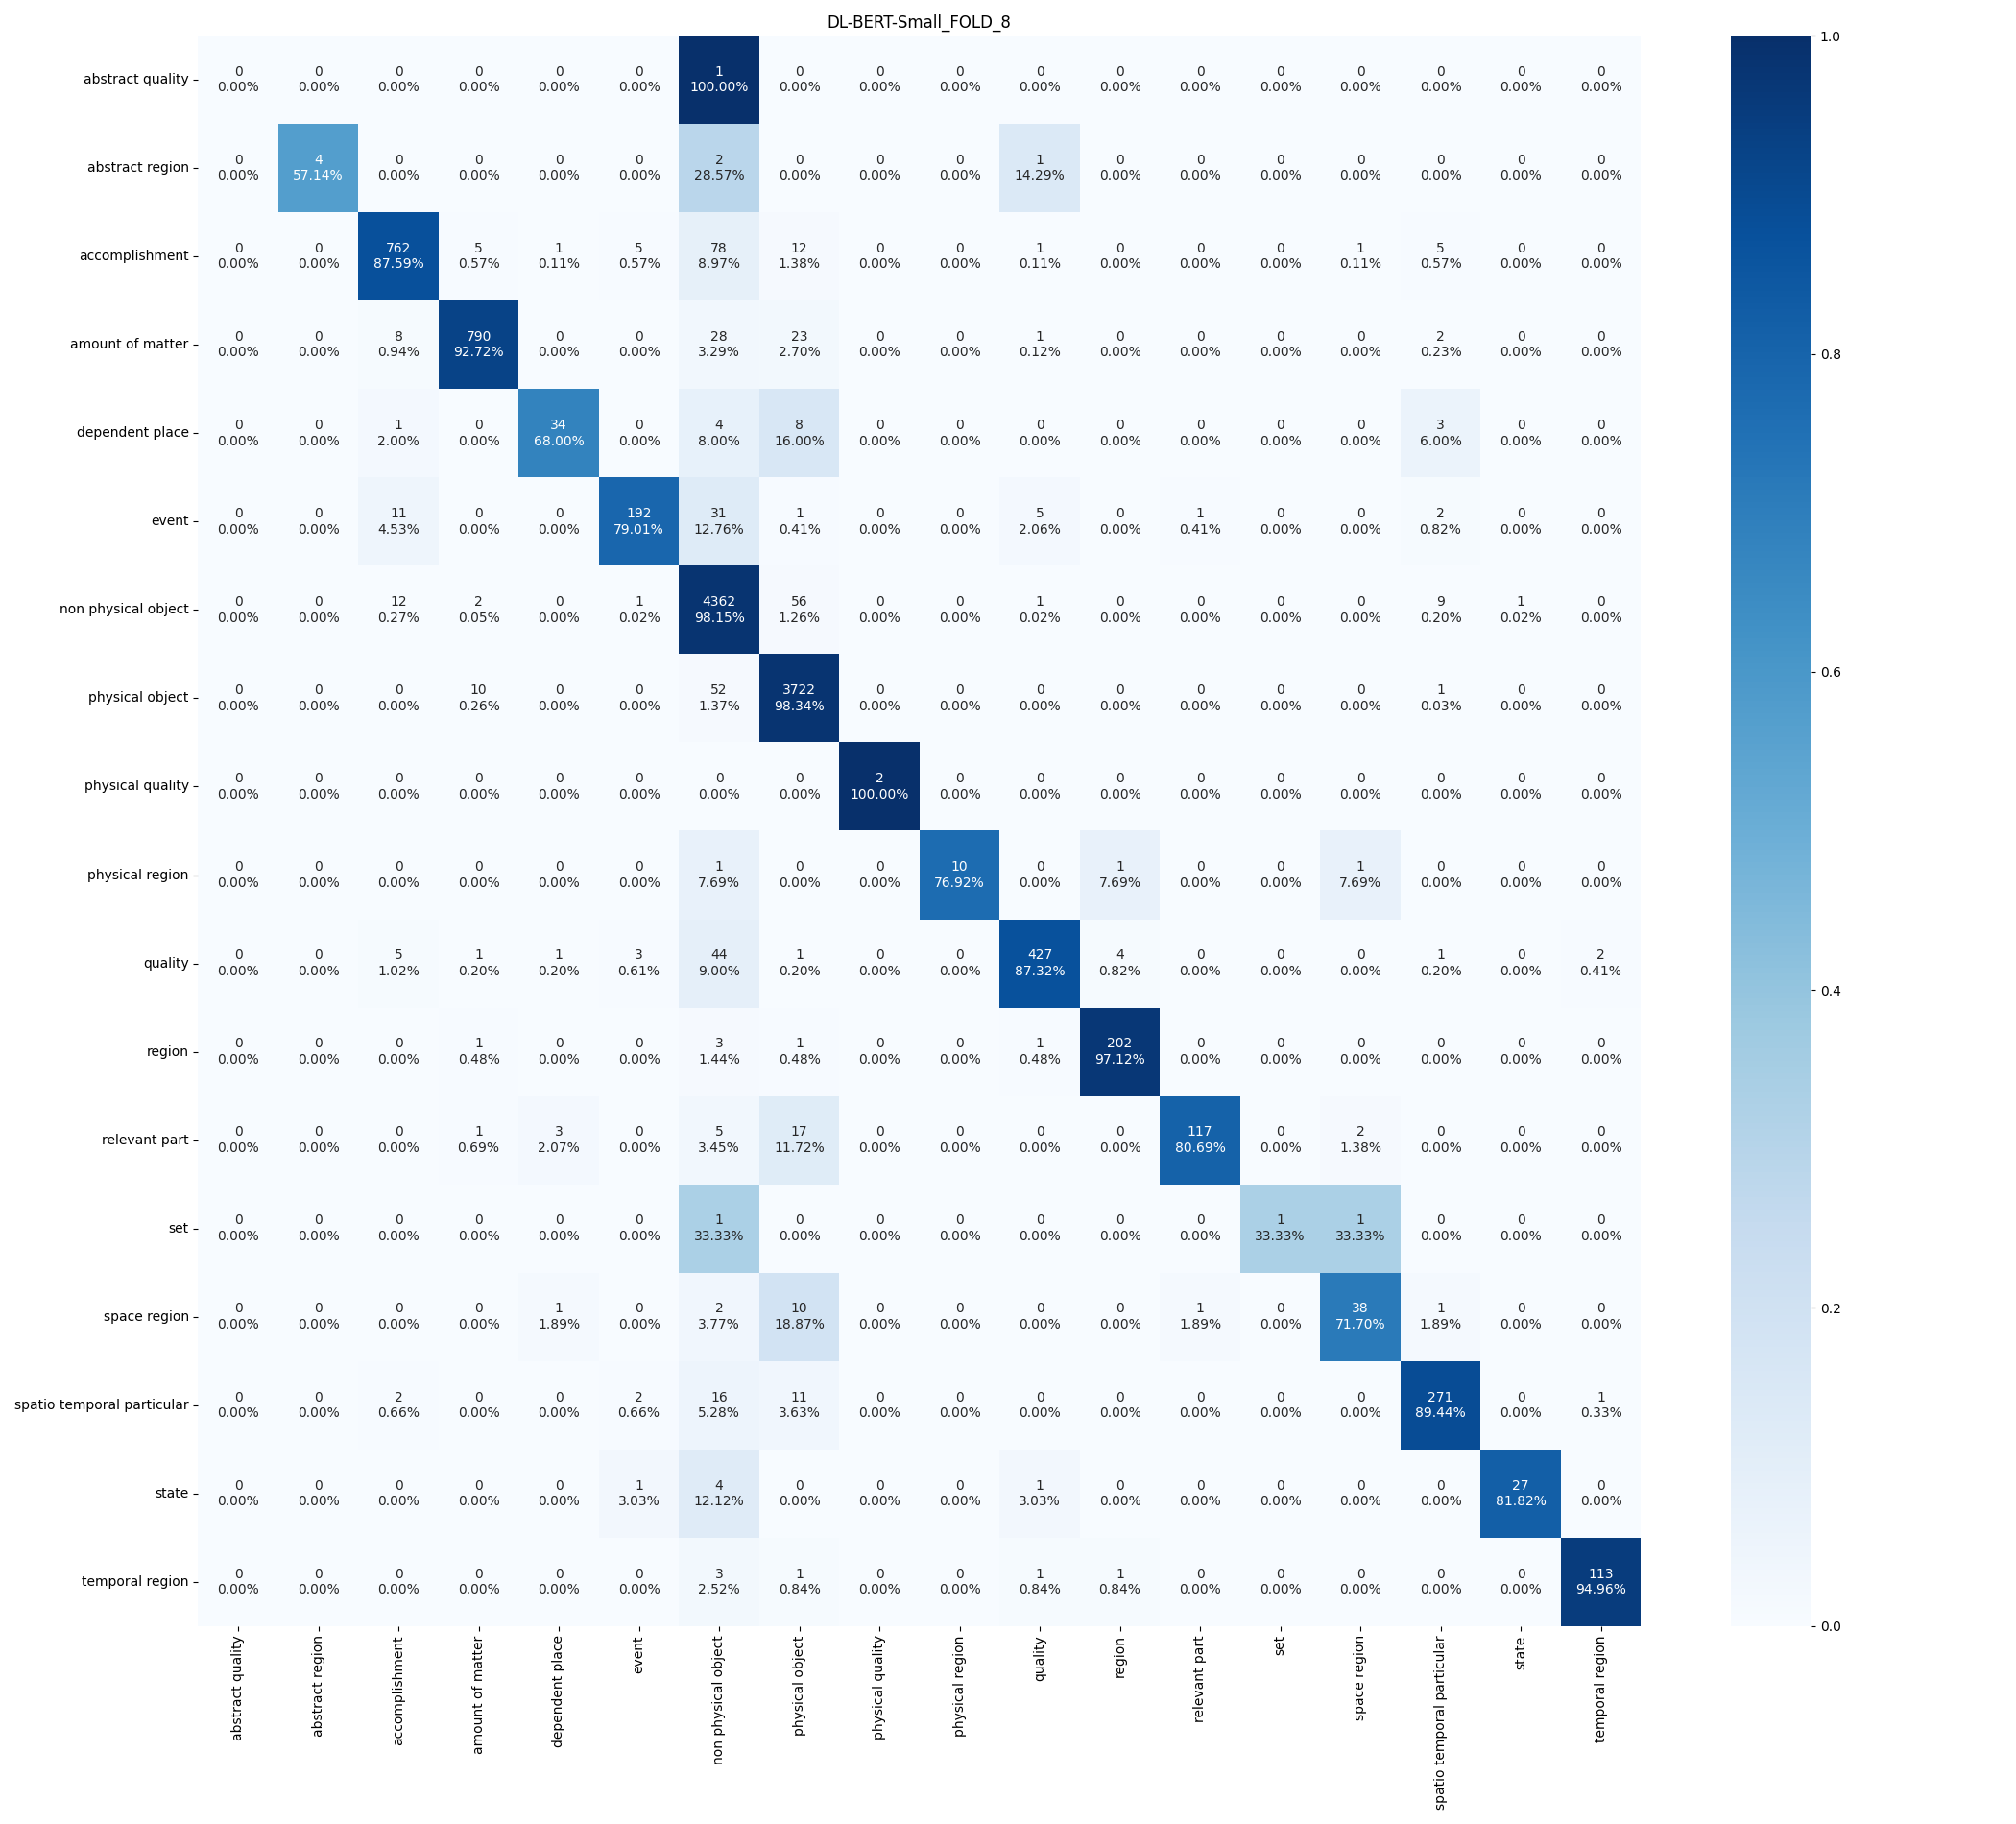 DL-BERT-Small_FOLD_8
abstract quality
0 0 0 0 0 0 1 0 0 0 0 0 0 0 0 0 0 0
0.00% 0.00% 0.00% 0.00% 0.00% 0.00% 100.00% 0.00% 0.00% 0.00% 0.00% 0.00% 0.00% 0.00% 0.00% 0.00% 0.00% 0.00%
abstract region
0 4 0 0 0 0 2 0 0 0 1 0 0 0 0 0 0 0
0.00% 57.14% 0.00% 0.00% 0.00% 0.00% 28.57% 0.00% 0.00% 0.00% 14.29% 0.00% 0.00% 0.00% 0.00% 0.00% 0.00% 0.00%
accomplishment
0 0 762 5 1 5 78 12 0 0 1 0 0 0 1 5 0 0
0.00% 0.00% 87.59% 0.57% 0.11% 0.57% 8.97% 1.38% 0.00% 0.00% 0.11% 0.00% 0.00% 0.00% 0.11% 0.57% 0.00% 0.00%
amount of matter
0 0 8 790 0 0 28 23 0 0 1 0 0 0 0 2 0 0
0.00% 0.00% 0.94% 92.72% 0.00% 0.00% 3.29% 2.70% 0.00% 0.00% 0.12% 0.00% 0.00% 0.00% 0.00% 0.23% 0.00% 0.00%
dependent place
0 0 1 0 34 0 4 8 0 0 0 0 0 0 0 3 0 0
0.00% 0.00% 2.00% 0.00% 68.00% 0.00% 8.00% 16.00% 0.00% 0.00% 0.00% 0.00% 0.00% 0.00% 0.00% 6.00% 0.00% 0.00%
event
0 0 11 0 0 192 31 1 0 0 5 0 1 0 0 2 0 0
0.00% 0.00% 4.53% 0.00% 0.00% 79.01% 12.76% 0.41% 0.00% 0.00% 2.06% 0.00% 0.41% 0.00% 0.00% 0.82% 0.00% 0.00%
non physical object
0 0 12 2 0 1 4362 56 0 0 1 0 0 0 0 9 1 0
0.00% 0.00% 0.27% 0.05% 0.00% 0.02% 98.15% 1.26% 0.00% 0.00% 0.02% 0.00% 0.00% 0.00% 0.00% 0.20% 0.02% 0.00%
physical object
0 0 0 10 0 0 52 3722 0 0 0 0 0 0 0 1 0 0
0.00% 0.00% 0.00% 0.26% 0.00% 0.00% 1.37% 98.34% 0.00% 0.00% 0.00% 0.00% 0.00% 0.00% 0.00% 0.03% 0.00% 0.00%
physical quality
0 0 0 0 0 0 0 0 2 0 0 0 0 0 0 0 0 0
0.00% 0.00% 0.00% 0.00% 0.00% 0.00% 0.00% 0.00% 100.00% 0.00% 0.00% 0.00% 0.00% 0.00% 0.00% 0.00% 0.00% 0.00%
physical region
0 0 0 0 0 0 1 0 0 10 0 1 0 0 1 0 0 0
0.00% 0.00% 0.00% 0.00% 0.00% 0.00% 7.69% 0.00% 0.00% 76.92% 0.00% 7.69% 0.00% 0.00% 7.69% 0.00% 0.00% 0.00%
quality
0 0 5 1 1 3 44 1 0 0 427 4 0 0 0 1 0 2
0.00% 0.00% 1.02% 0.20% 0.20% 0.61% 9.00% 0.20% 0.00% 0.00% 87.32% 0.82% 0.00% 0.00% 0.00% 0.20% 0.00% 0.41%
region
0 0 0 1 0 0 3 1 0 0 1 202 0 0 0 0 0 0
0.00% 0.00% 0.00% 0.48% 0.00% 0.00% 1.44% 0.48% 0.00% 0.00% 0.48% 97.12% 0.00% 0.00% 0.00% 0.00% 0.00% 0.00%
relevant part
0 0 0 1 3 0 5 17 0 0 0 0 117 0 2 0 0 0
0.00% 0.00% 0.00% 0.69% 2.07% 0.00% 3.45% 11.72% 0.00% 0.00% 0.00% 0.00% 80.69% 0.00% 1.38% 0.00% 0.00% 0.00%
set
0 0 0 0 0 0 1 0 0 0 0 0 0 1 1 0 0 0
0.00% 0.00% 0.00% 0.00% 0.00% 0.00% 33.33% 0.00% 0.00% 0.00% 0.00% 0.00% 0.00% 33.33% 33.33% 0.00% 0.00% 0.00%
space region
0 0 0 0 1 0 2 10 0 0 0 0 1 0 38 1 0 0
0.00% 0.00% 0.00% 0.00% 1.89% 0.00% 3.77% 18.87% 0.00% 0.00% 0.00% 0.00% 1.89% 0.00% 71.70% 1.89% 0.00% 0.00%
spatio temporal particular
0 0 2 0 0 2 16 11 0 0 0 0 0 0 0 271 0 1
0.00% 0.00% 0.66% 0.00% 0.00% 0.66% 5.28% 3.63% 0.00% 0.00% 0.00% 0.00% 0.00% 0.00% 0.00% 89.44% 0.00% 0.33%
state
0 0 0 0 0 1 4 0 0 0 1 0 0 0 0 0 27 0
0.00% 0.00% 0.00% 0.00% 0.00% 3.03% 12.12% 0.00% 0.00% 0.00% 3.03% 0.00% 0.00% 0.00% 0.00% 0.00% 81.82% 0.00%
temporal region
0 0 0 0 0 0 3 1 0 0 1 1 0 0 0 0 0 113
0.00% 0.00% 0.00% 0.00% 0.00% 0.00% 2.52% 0.84% 0.00% 0.00% 0.84% 0.84% 0.00% 0.00% 0.00% 0.00% 0.00% 94.96%
abstract quality
abstract region
accomplishment
amount of matter
dependent place
event
non physical object
physical object
physical quality
physical region
quality
region
relevant part
set
space region
spatio temporal particular
state
temporal region
1.0
0.8
0.6
0.4
0.2
0.0